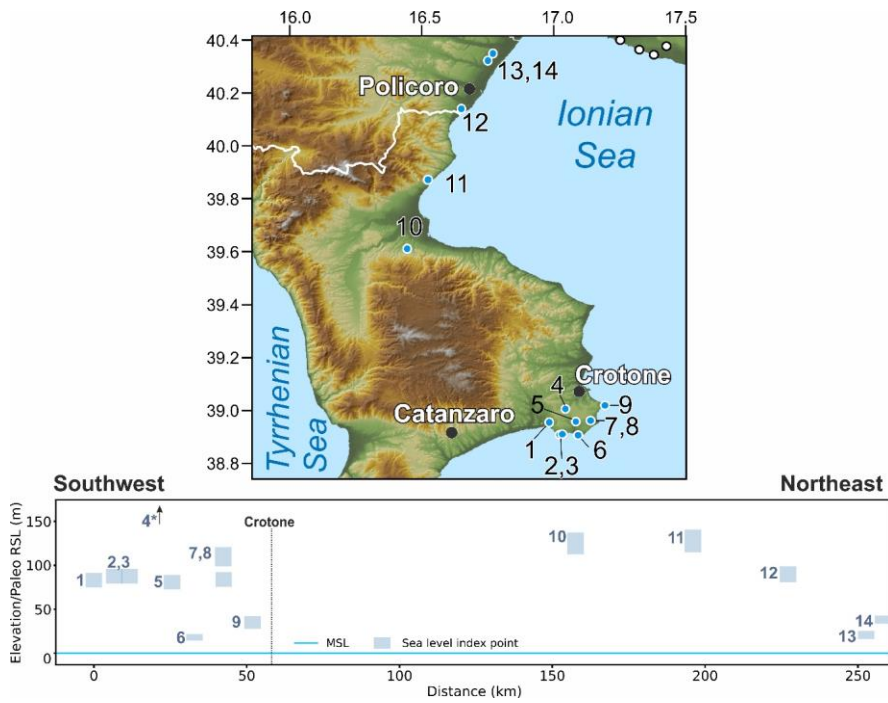 16.0 16.5 17.0 17.5
40.4
13,14
Policoro
40.2
12
Ionian
Sea
40.0
11
39.8
10
39.6
39.4
Tyrrhenian
Sea
39.2
4
Crotone
5
9
39.0
Catanzaro
7,8
1
6
2,3
38.8
Southwest
Northeast
Elevation/Paleo RSL (m)
150
4*
Crotone
7,8
10
11
100
2,3
1
5
12
50
9
14
6
MSL
Sea level index point
13
0
0 50 100 150 200 250
Distance (km)